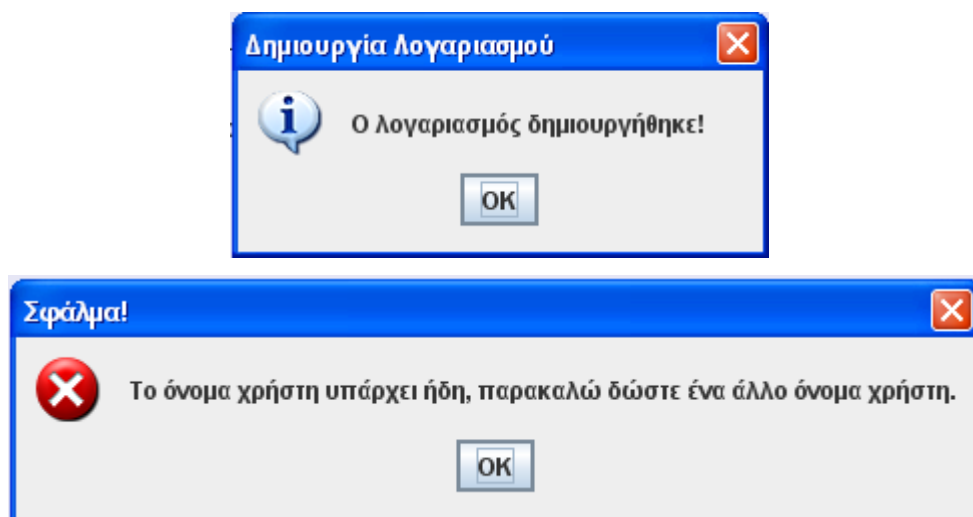 Δημιουργία Λογαριασμού
Ο λογαριασμός δημιουργήθηκε!
OK
Σφάλμα!
Το όνομα χρήστη υπάρχει ήδη, παρακαλώ δώστε ένα άλλο όνομα χρήστη.
OK